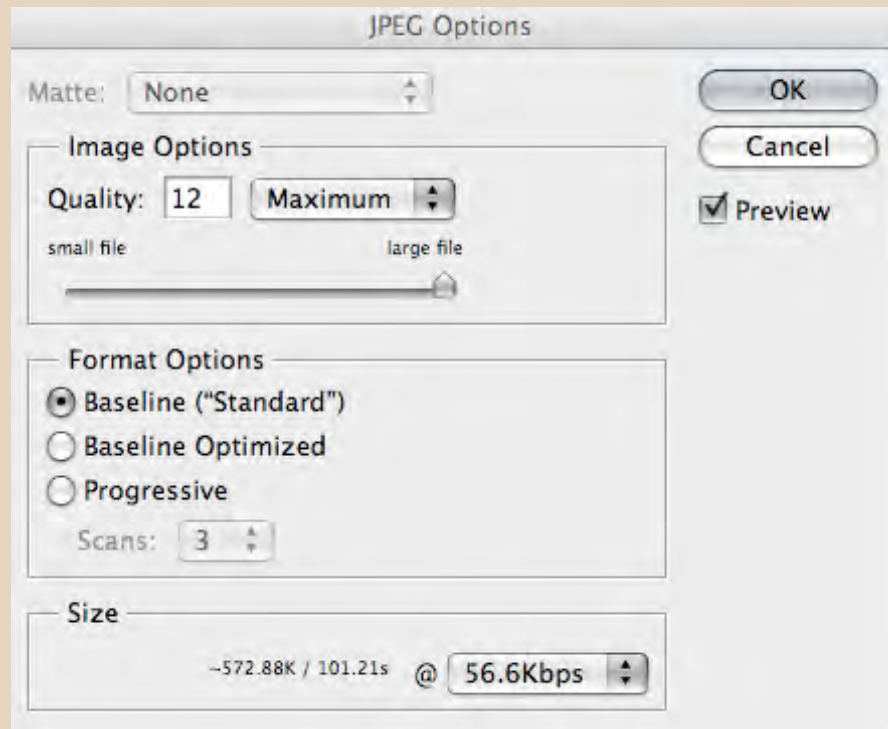 JPEG Options
Matte: None
OK
Image Options
Cancel
Quality: 12 Maximum
Preview
small file large file
Format Options
Baseline (“Standard”)
Baseline Optimized
Progressive
Scans: 3
Size
~572.88K / 101.21s @ 56.6Kbps